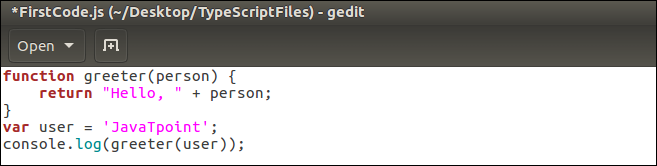 *FirstCode.js (~/Desktop/TypeScriptFiles) - gedit
Open
function greeter(person) {
    return "Hello, " + person;
}
var user = 'JavaTpoint';
console.log(greeter(user));